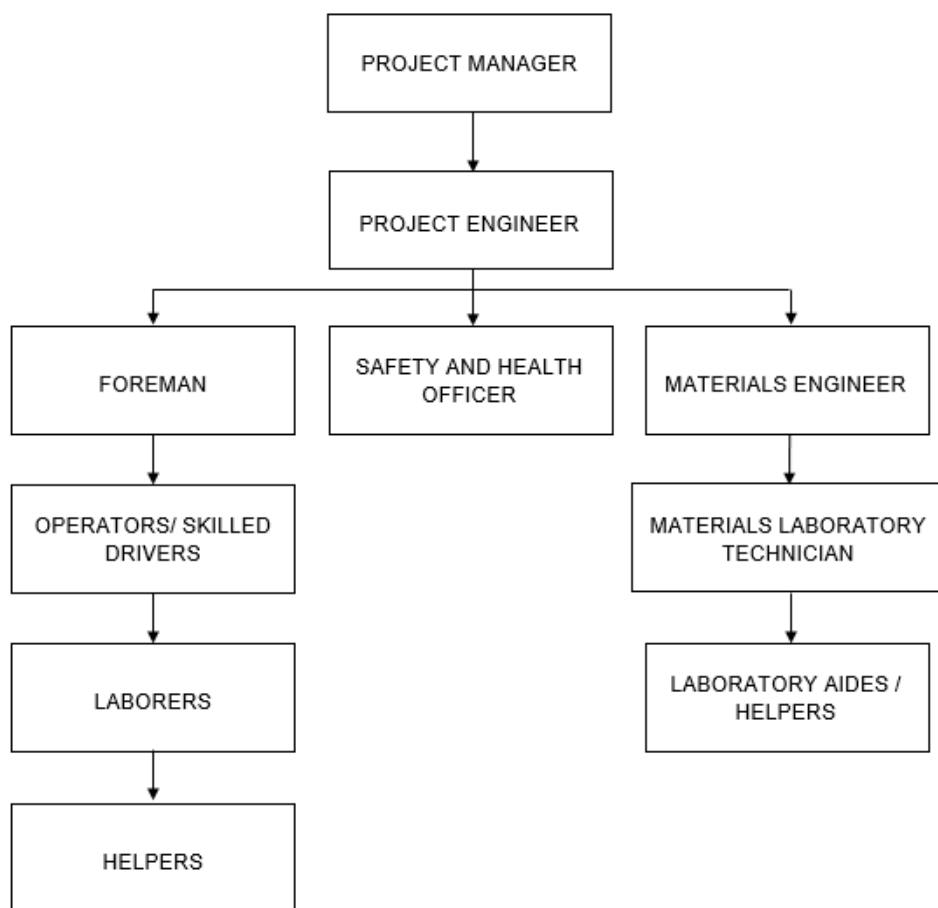 PROJECT MANAGER
PROJECT ENGINEER
FOREMAN
SAFETY AND HEALTH
OFFICER
MATERIALS ENGINEER
OPERATORS/ SKILLED
DRIVERS
MATERIALS LABORATORY
TECHNICIAN
LABORERS
LABORATORY AIDES /
HELPERS
HELPERS